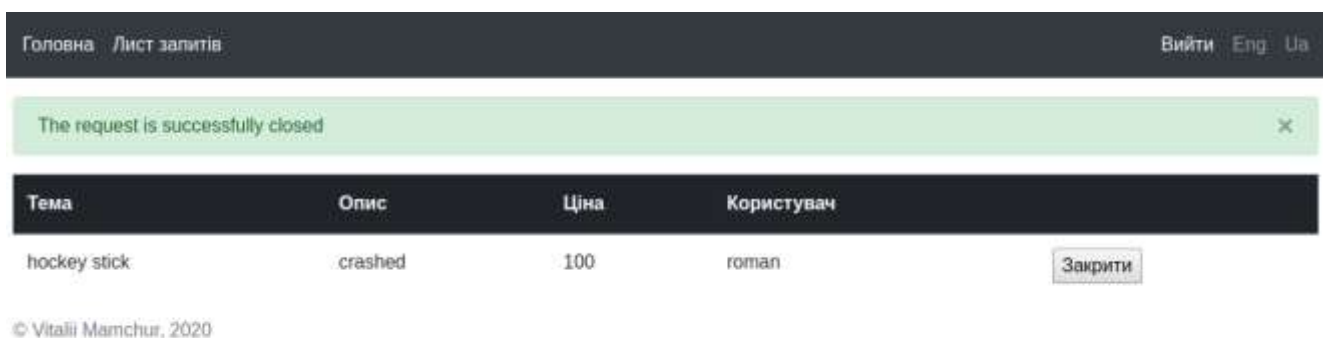 Головна Лист запитів Вийти Eng Ua
The request is successfully closed ×
Тема Опис Ціна Користувач
hockey stick crashed 100 roman Закрити
© Vitalii Mamchur, 2020